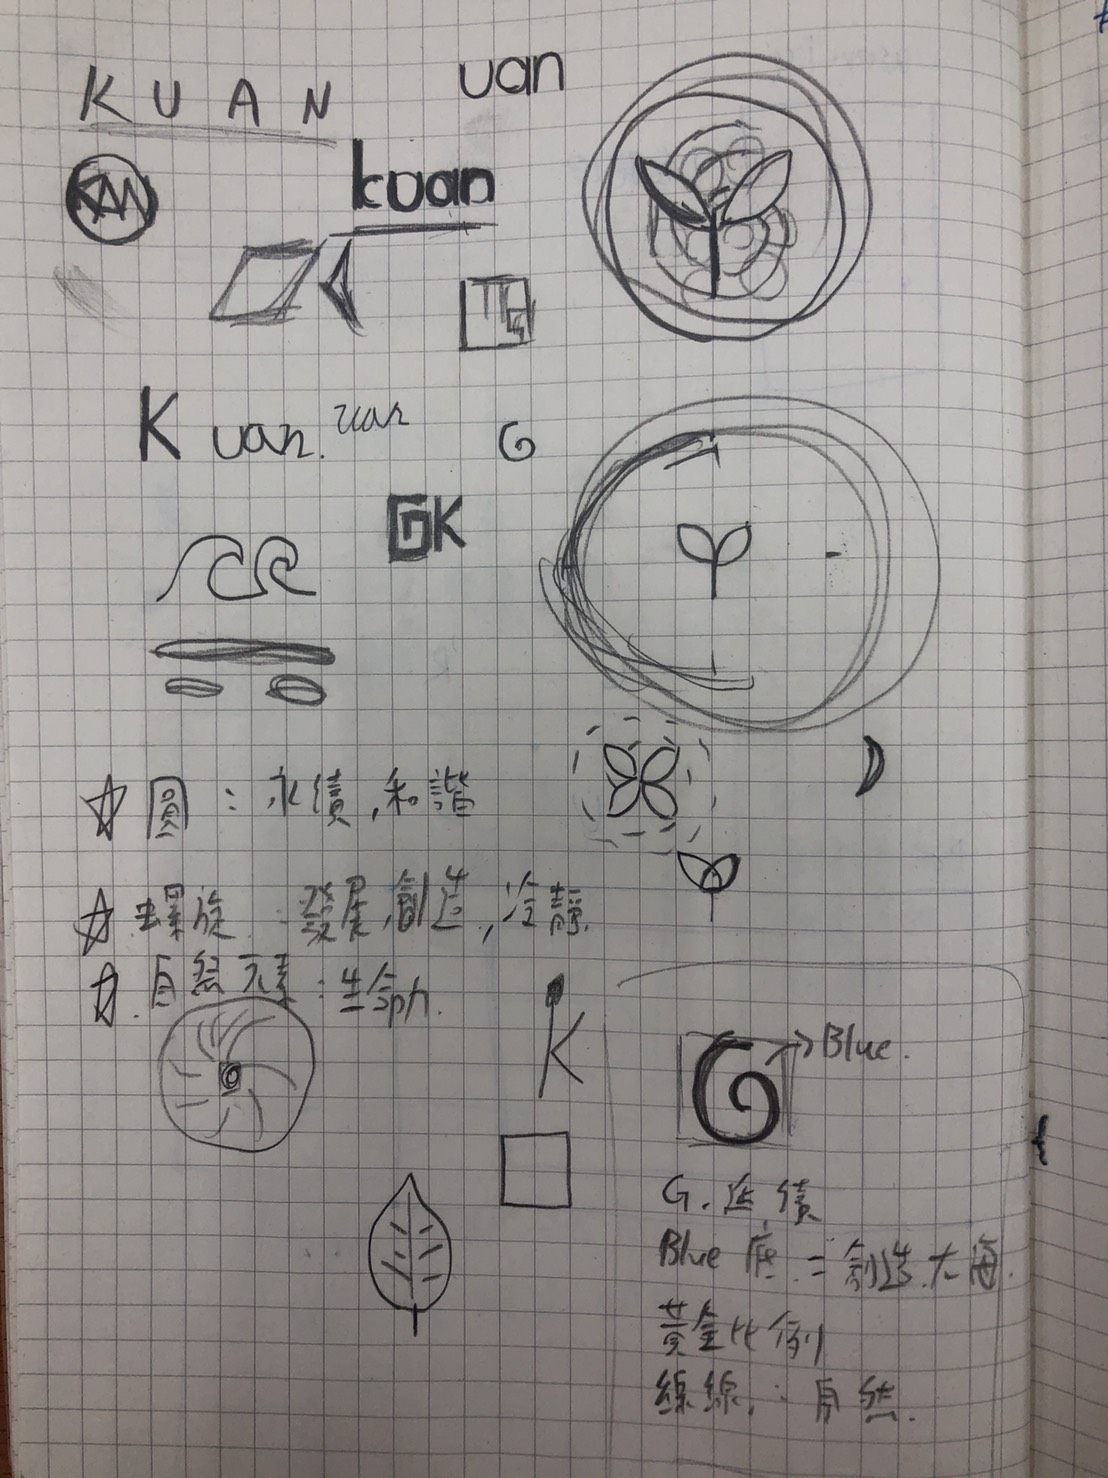 KUAN
uan
KAN
kuan
K uan.
uan
G
GK
☆ 圓：永續,和諧
☆ 螺旋：發展,創造,冷靜
☆ 自然元素：生命力.
K
G
→Blue.
G. 延續
Blue 底 = 創造.大海.
黃金比例
綠線：自然.